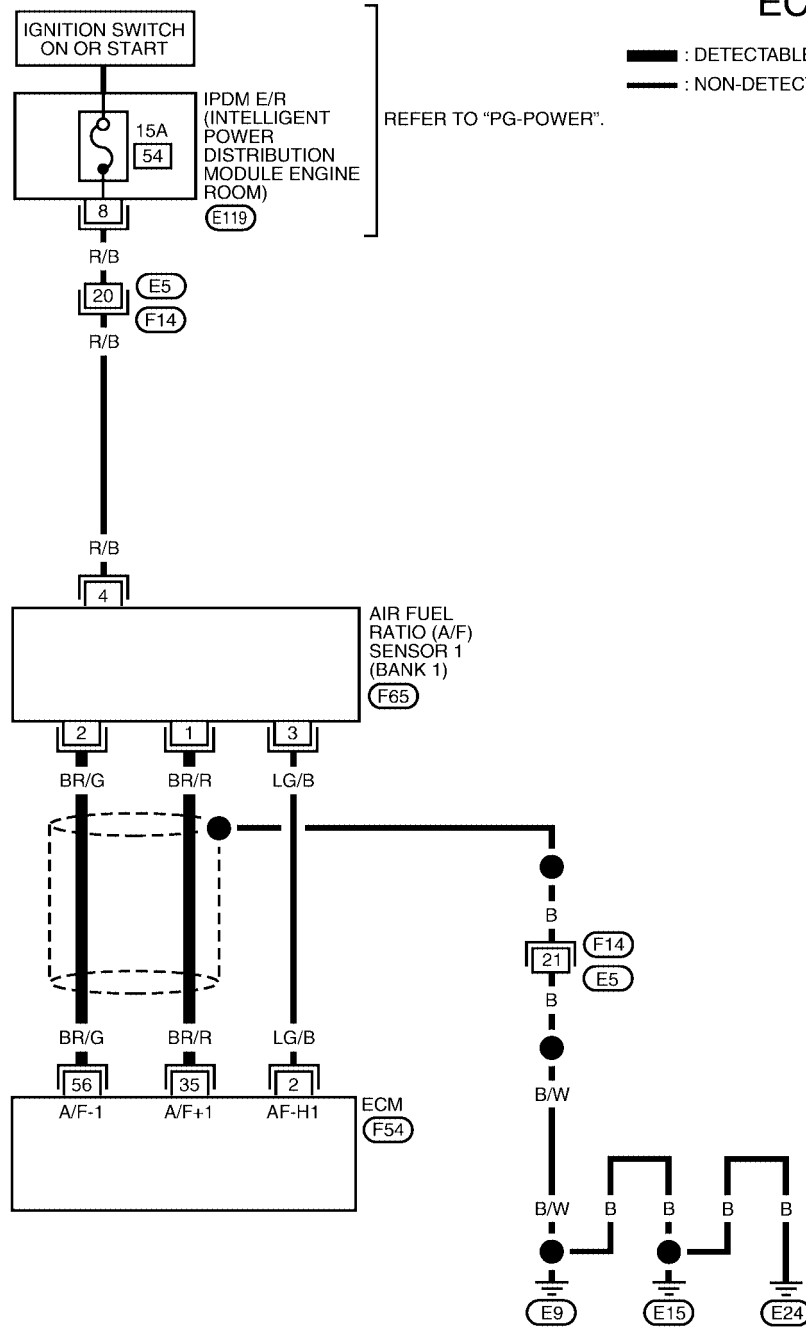 EC
IGNITION SWITCH
ON OR START
: DETECTABLE
: NON-DETECT
IPDM E/R
(INTELLIGENT
POWER
DISTRIBUTION
MODULE ENGINE
ROOM)
15A
54
REFER TO “PG-POWER”.
8
E119
R/B
20
E5
F14
R/B
R/B
4
AIR FUEL
RATIO (A/F)
SENSOR 1
(BANK 1)
F65
2 1 3
BR/G BR/R LG/B
B
21
F14
E5
B
BR/G BR/R LG/B
56 35 2
A/F-1 A/F+1 AF-H1
ECM
F54
B/W
B/W B B B B
E9 E15 E24